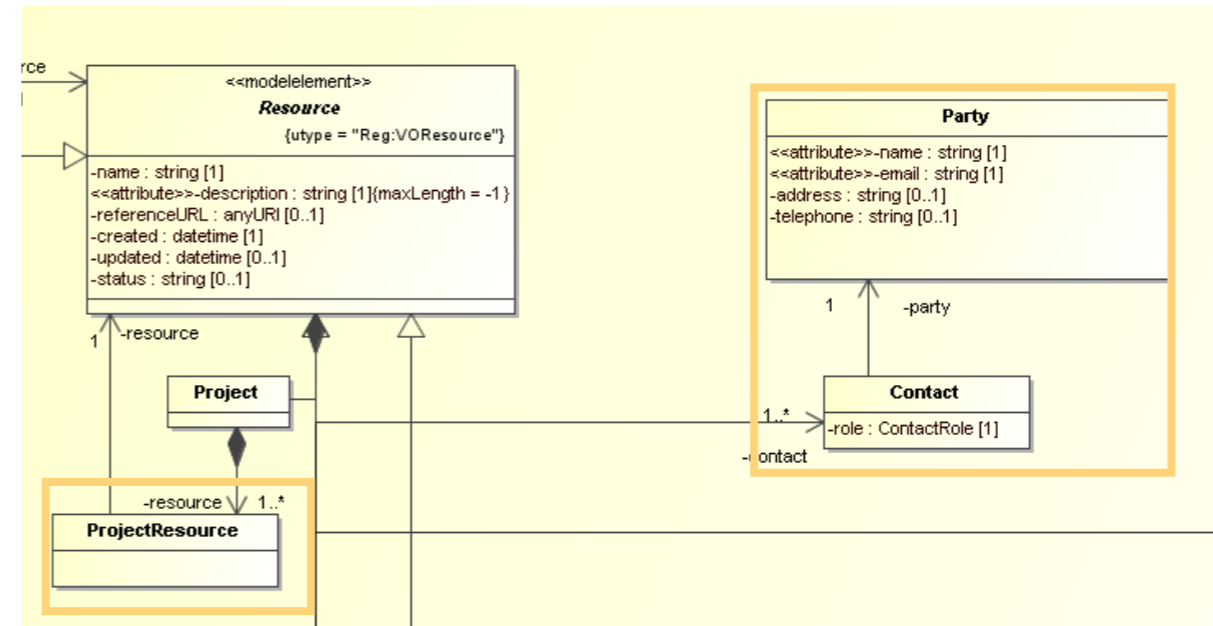 rce
<<modelelement>>
Resource
{utype = "Reg:VOResource"}
-name : string [1]
<<attribute>>-description : string [1]{maxLength = -1 }
-referenceURL : anyURI [0..1]
-created : datetime [1]
-updated : datetime [0..1]
-status : string [0..1]
Party
<<attribute>>-name : string [1]
<<attribute>>-email : string [1]
-address : string [0..1]
-telephone : string [0..1]
1
-party
1
-resource
Project
Contact
-role : ContactRole [1]
1..*
-contact
-resource
1..*
ProjectResource